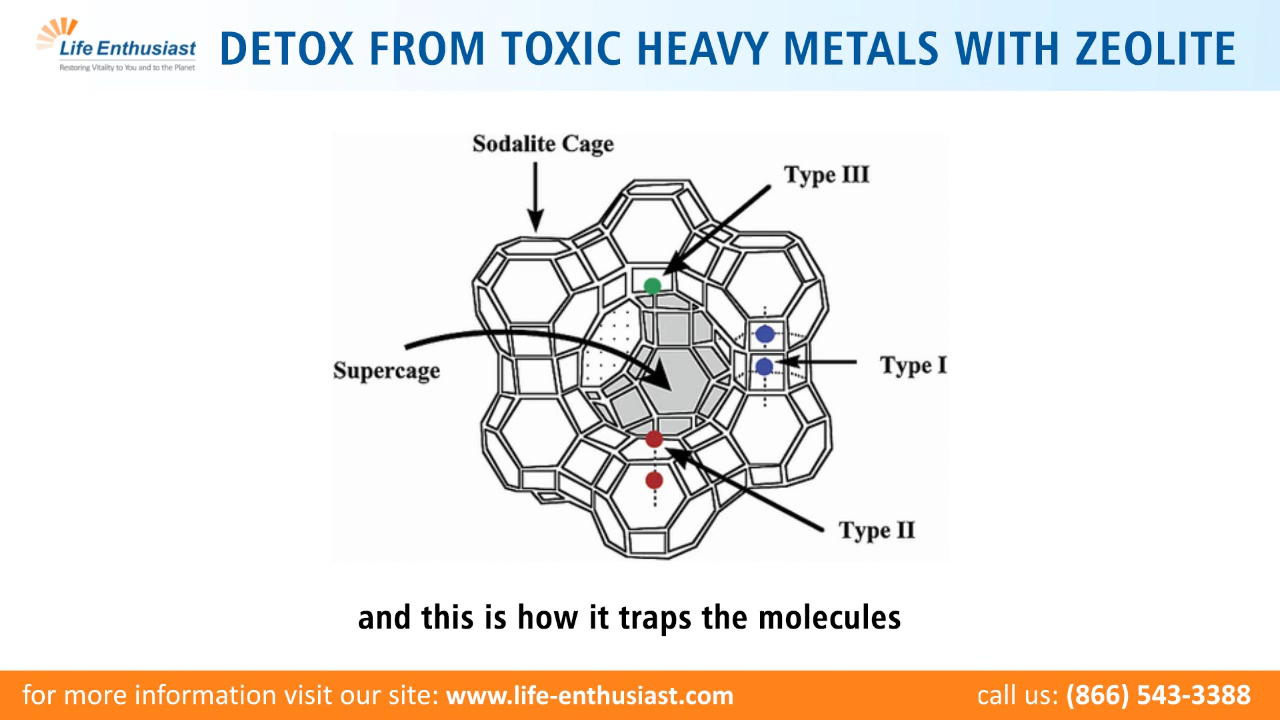 Life Enthusiast
Restoring Vitality to You and to the Planet
DETOX FROM TOXIC HEAVY METALS WITH ZEOLITE
Sodalite Cage
Type III
Supercage
Type I
Type II
and this is how it traps the molecules
for more information visit our site: www.life-enthusiast.com call us: (866) 543-3388